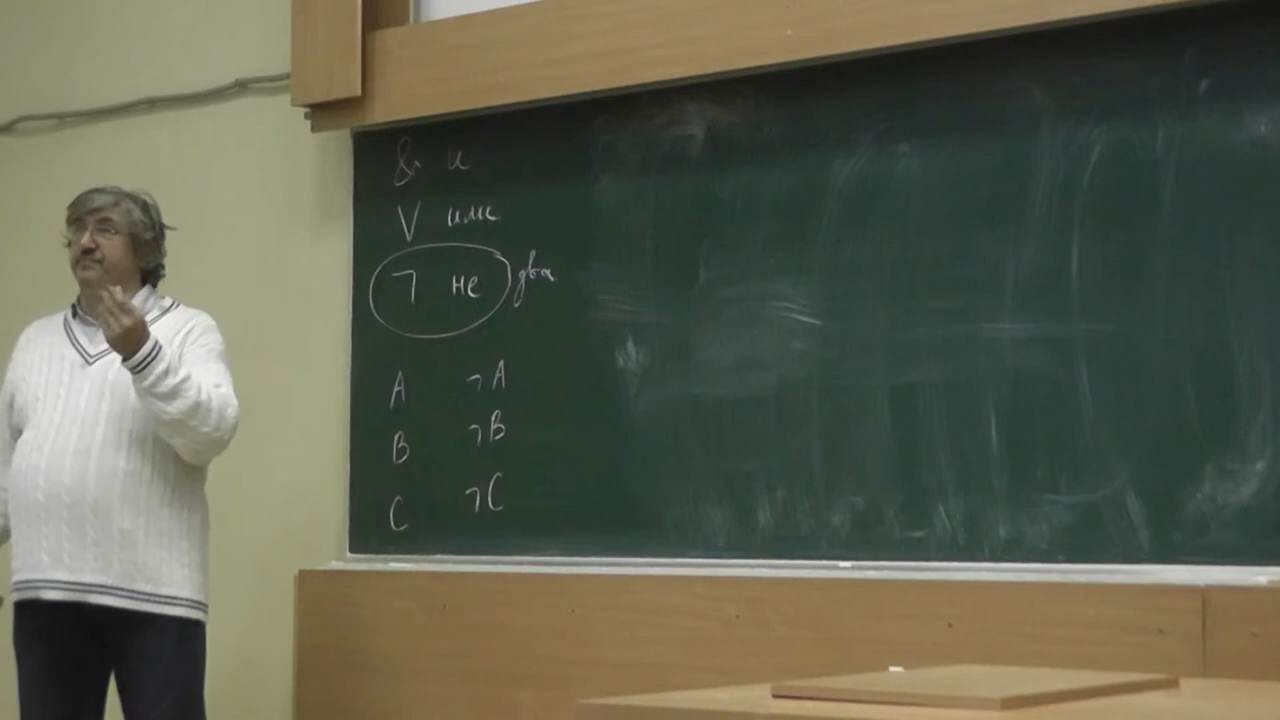 & и
V или
¬ не два
A ¬A
B ¬B
C ¬C